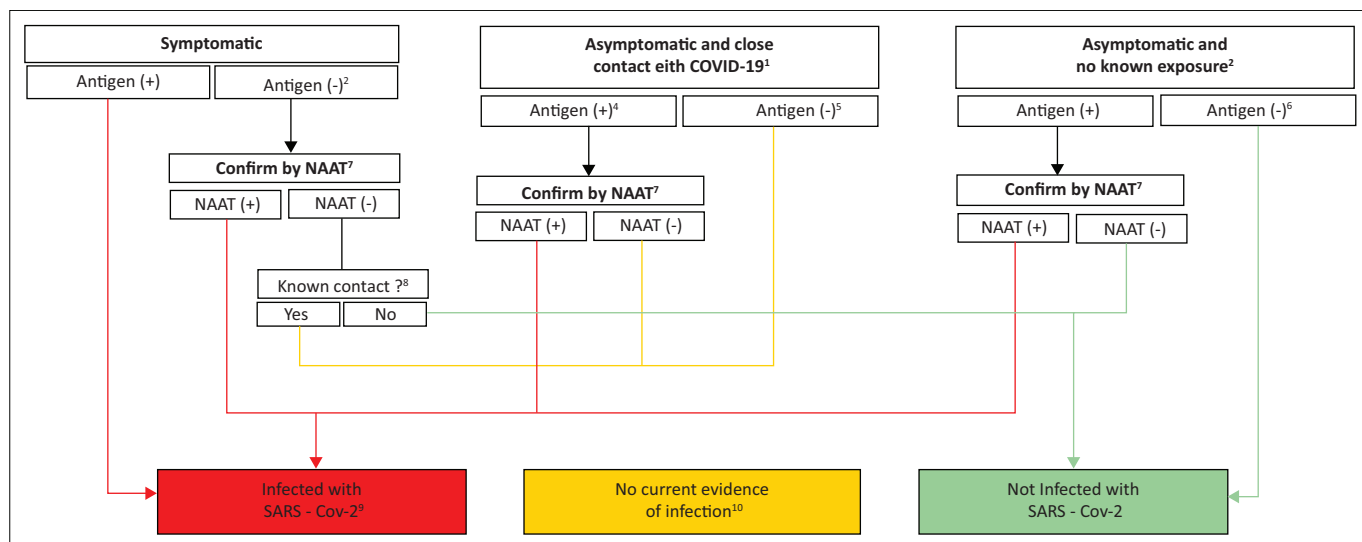 Symptomatic
Antigen (+)
Antigen (-)²
Confirm by NAAT⁷
NAAT (+)
NAAT (-)
Known contact ?⁸
Yes
No
Asymptomatic and close
contact eith COVID-19¹
Antigen (+)⁴
Antigen (-)⁵
Confirm by NAAT⁷
NAAT (+)
NAAT (-)
Asymptomatic and
no known exposure²
Antigen (+)
Antigen (-)⁶
Confirm by NAAT⁷
NAAT (+)
NAAT (-)
Infected with
SARS - Cov-2⁹
No current evidence
of infection¹⁰
Not Infected with
SARS - Cov-2